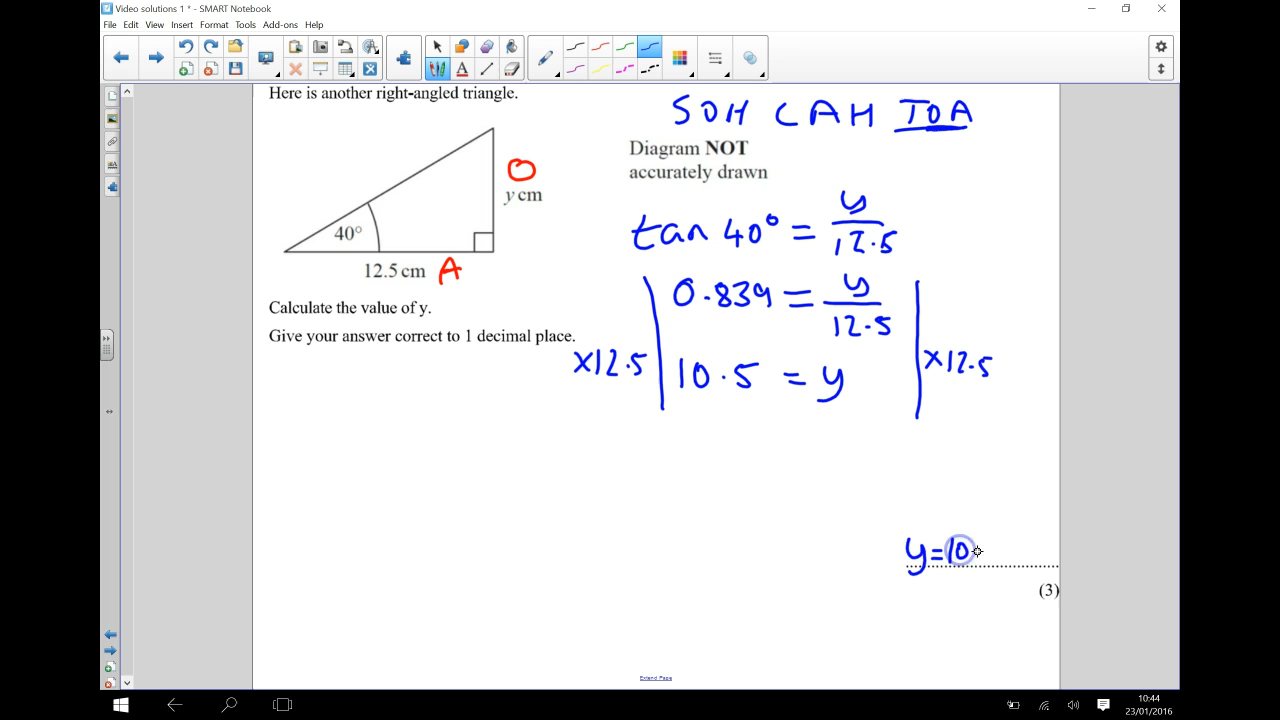 Video solutions 1 * - SMART Notebook
File Edit View Insert Format Tools Add-ons Help
Here is another right-angled triangle.
SOH CAH TOA
Diagram NOT
accurately drawn
O
y cm
40°
12.5 cm A
tan 40° = y/12.5
0.839 = y/12.5
×12.5 10.5 = y ×12.5
Calculate the value of y.
Give your answer correct to 1 decimal place.
y=10
(3)
Extend Page
10:44
23/01/2016